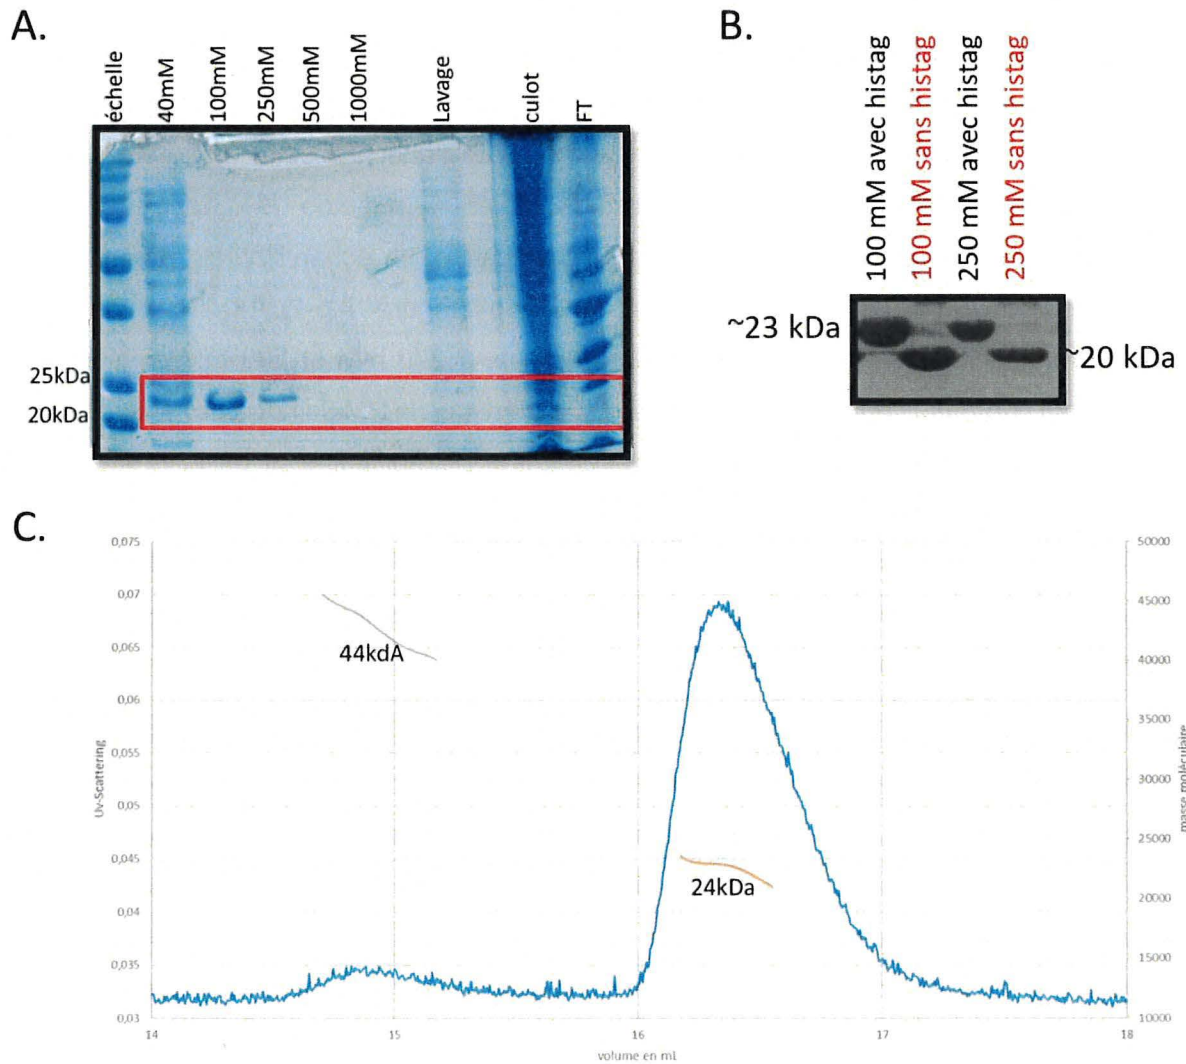 A.
échelle
40mM
100mM
250mM
500mM
1000mM
Lavage
culot
FT
25kDa
20kDa
B.
100 mM avec histag
100 mM sans histag
250 mM avec histag
250 mM sans histag
~23 kDa
~20 kDa
C.
0,075
0,07
0,065
0,06
0,055
0,05
0,045
0,04
0,035
0,03
Uv-Scattering
44kdA
24kDa
50000
45000
40000
35000
30000
25000
20000
15000
10000
masse moléculaire
14
15
16
17
18
volume en mL